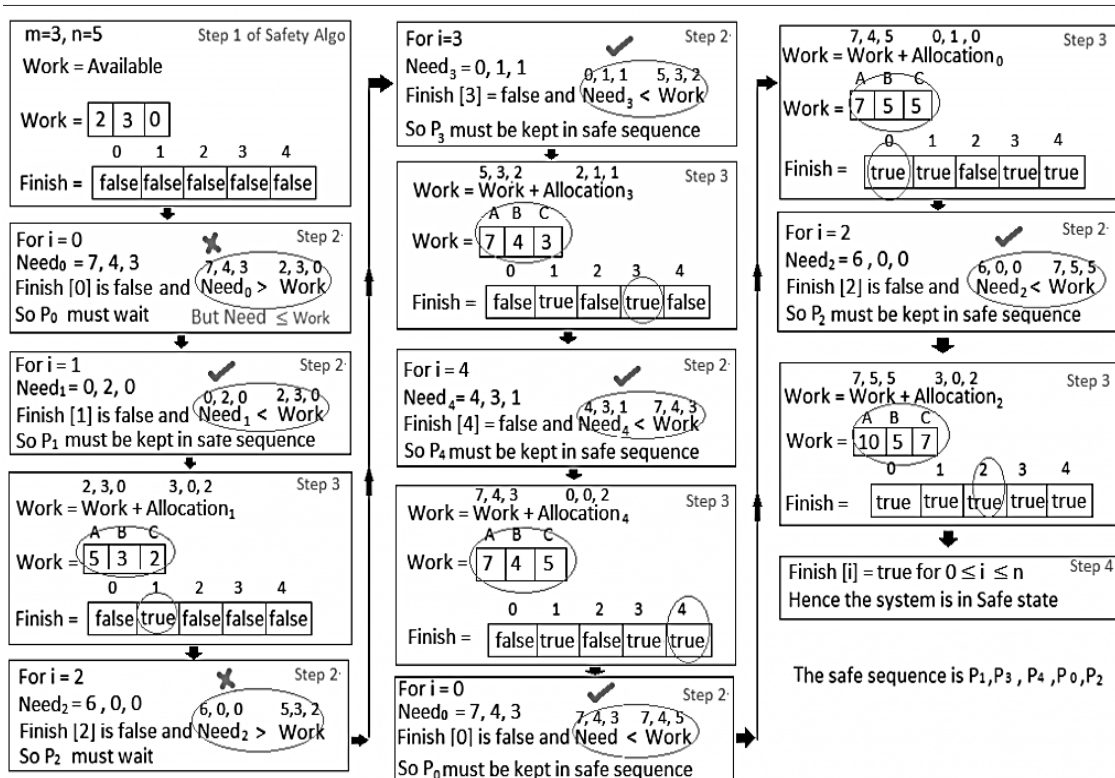 m=3, n=5 Step 1 of Safety Algo
Work = Available
Work = 2 3 0
0 1 2 3 4
Finish = false false false false false
For i = 0 Step 2
Need₀ = 7, 4, 3 7, 4, 3 2, 3, 0
Finish [0] is false and Need₀ > Work
So P₀ must wait But Need ≤ Work
For i = 1 Step 2
Need₁ = 0, 2, 0 0, 2, 0 2, 3, 0
Finish [1] is false and Need₁ < Work
So P₁ must be kept in safe sequence
2, 3, 0 3, 0, 2 Step 3
Work = Work + Allocation₁
A B C
Work = 5 3 2
0 1 2 3 4
Finish = false true false false false
For i = 2 Step 2
Need₂ = 6, 0, 0 6, 0, 0 5,3, 2
Finish [2] is false and Need₂ > Work
So P₂ must wait
For i=3 Step 2
Need₃ = 0, 1, 1 0, 1, 1 5, 3, 2
Finish [3] = false and Need₃ < Work
So P₃ must be kept in safe sequence
5, 3, 2 2, 1, 1 Step 3
Work = Work + Allocation₃
A B C
Work = 7 4 3
0 1 2 3 4
Finish = false true false true false
For i = 4 Step 2
Need₄ = 4, 3, 1 4, 3, 1 7, 4, 3
Finish [4] = false and Need₄ < Work
So P₄ must be kept in safe sequence
7, 4, 3 0, 0, 2 Step 3
Work = Work + Allocation₄
A B C
Work = 7 4 5
0 1 2 3 4
Finish = false true false true true
For i = 0 Step 2
Need₀ = 7, 4, 3 7, 4, 3 7, 4, 5
Finish [0] is false and Need < Work
So P₀ must be kept in safe sequence
7, 4, 5 0, 1 , 0 Step 3
Work = Work + Allocation₀
A B C
Work = 7 5 5
0 1 2 3 4
Finish = true true false true true
For i = 2 Step 2
Need₂ = 6 , 0, 0 6, 0, 0 7, 5, 5
Finish [2] is false and Need₂ < Work
So P₂ must be kept in safe sequence
7, 5, 5 3, 0, 2 Step 3
Work = Work + Allocation₂
A B C
Work = 10 5 7
0 1 2 3 4
Finish = true true true true true
Finish [i] = true for 0 ≤ i ≤ n Step 4
Hence the system is in Safe state
The safe sequence is P₁,P₃ , P₄ ,P₀,P₂